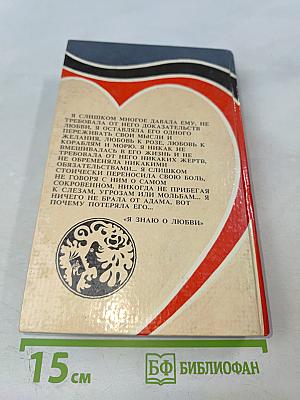 Я СЛИШКОМ МНОГОЕ ДАВАЛА ЕМУ, НЕ
ТРЕБОВАЛА ОТ НЕГО ДОКАЗАТЕЛЬСТВ
ЛЮБВИ, Я ОСТАВЛЯЛА ЕГО ОДНОГО
ПЕРЕЖИВАТЬ СВОИ МЫСЛИ И
ЖЕЛАНИЯ, ЛЮБОВЬ К РОЗЕ, ЛЮБОВЬ К
КОРАБЛЯМ И МОРЮ. Я НИКАК НЕ
ВМЕШИВАЛАСЬ В ЕГО ЖИЗНЬ И НЕ
ТРЕБОВАЛА ОТ НЕГО НИКАКИХ ЖЕРТВ,
НЕ ОБРЕМЕНЯЛА НИКАКИМИ
ОБЯЗАТЕЛЬСТВАМИ... Я СЛИШКОМ
СТОИЧЕСКИ ПЕРЕНОСИЛА СВОЮ БОЛЬ,
НЕ ГОВОРЯ С НИМ О САМОМ
СОКРОВЕННОМ, НИКОГДА НЕ ПРИБЕГАЯ
К СЛЕЗАМ, УГРОЗАМ ИЛИ МОЛЬБАМ... Я
НИЧЕГО НЕ БРАЛА ОТ АДАМА, ВОТ
ПОЧЕМУ ПОТЕРЯЛА ЕГО...
«Я ЗНАЮ О ЛЮБВИ»
15 см
БФ БИБЛИОФАН